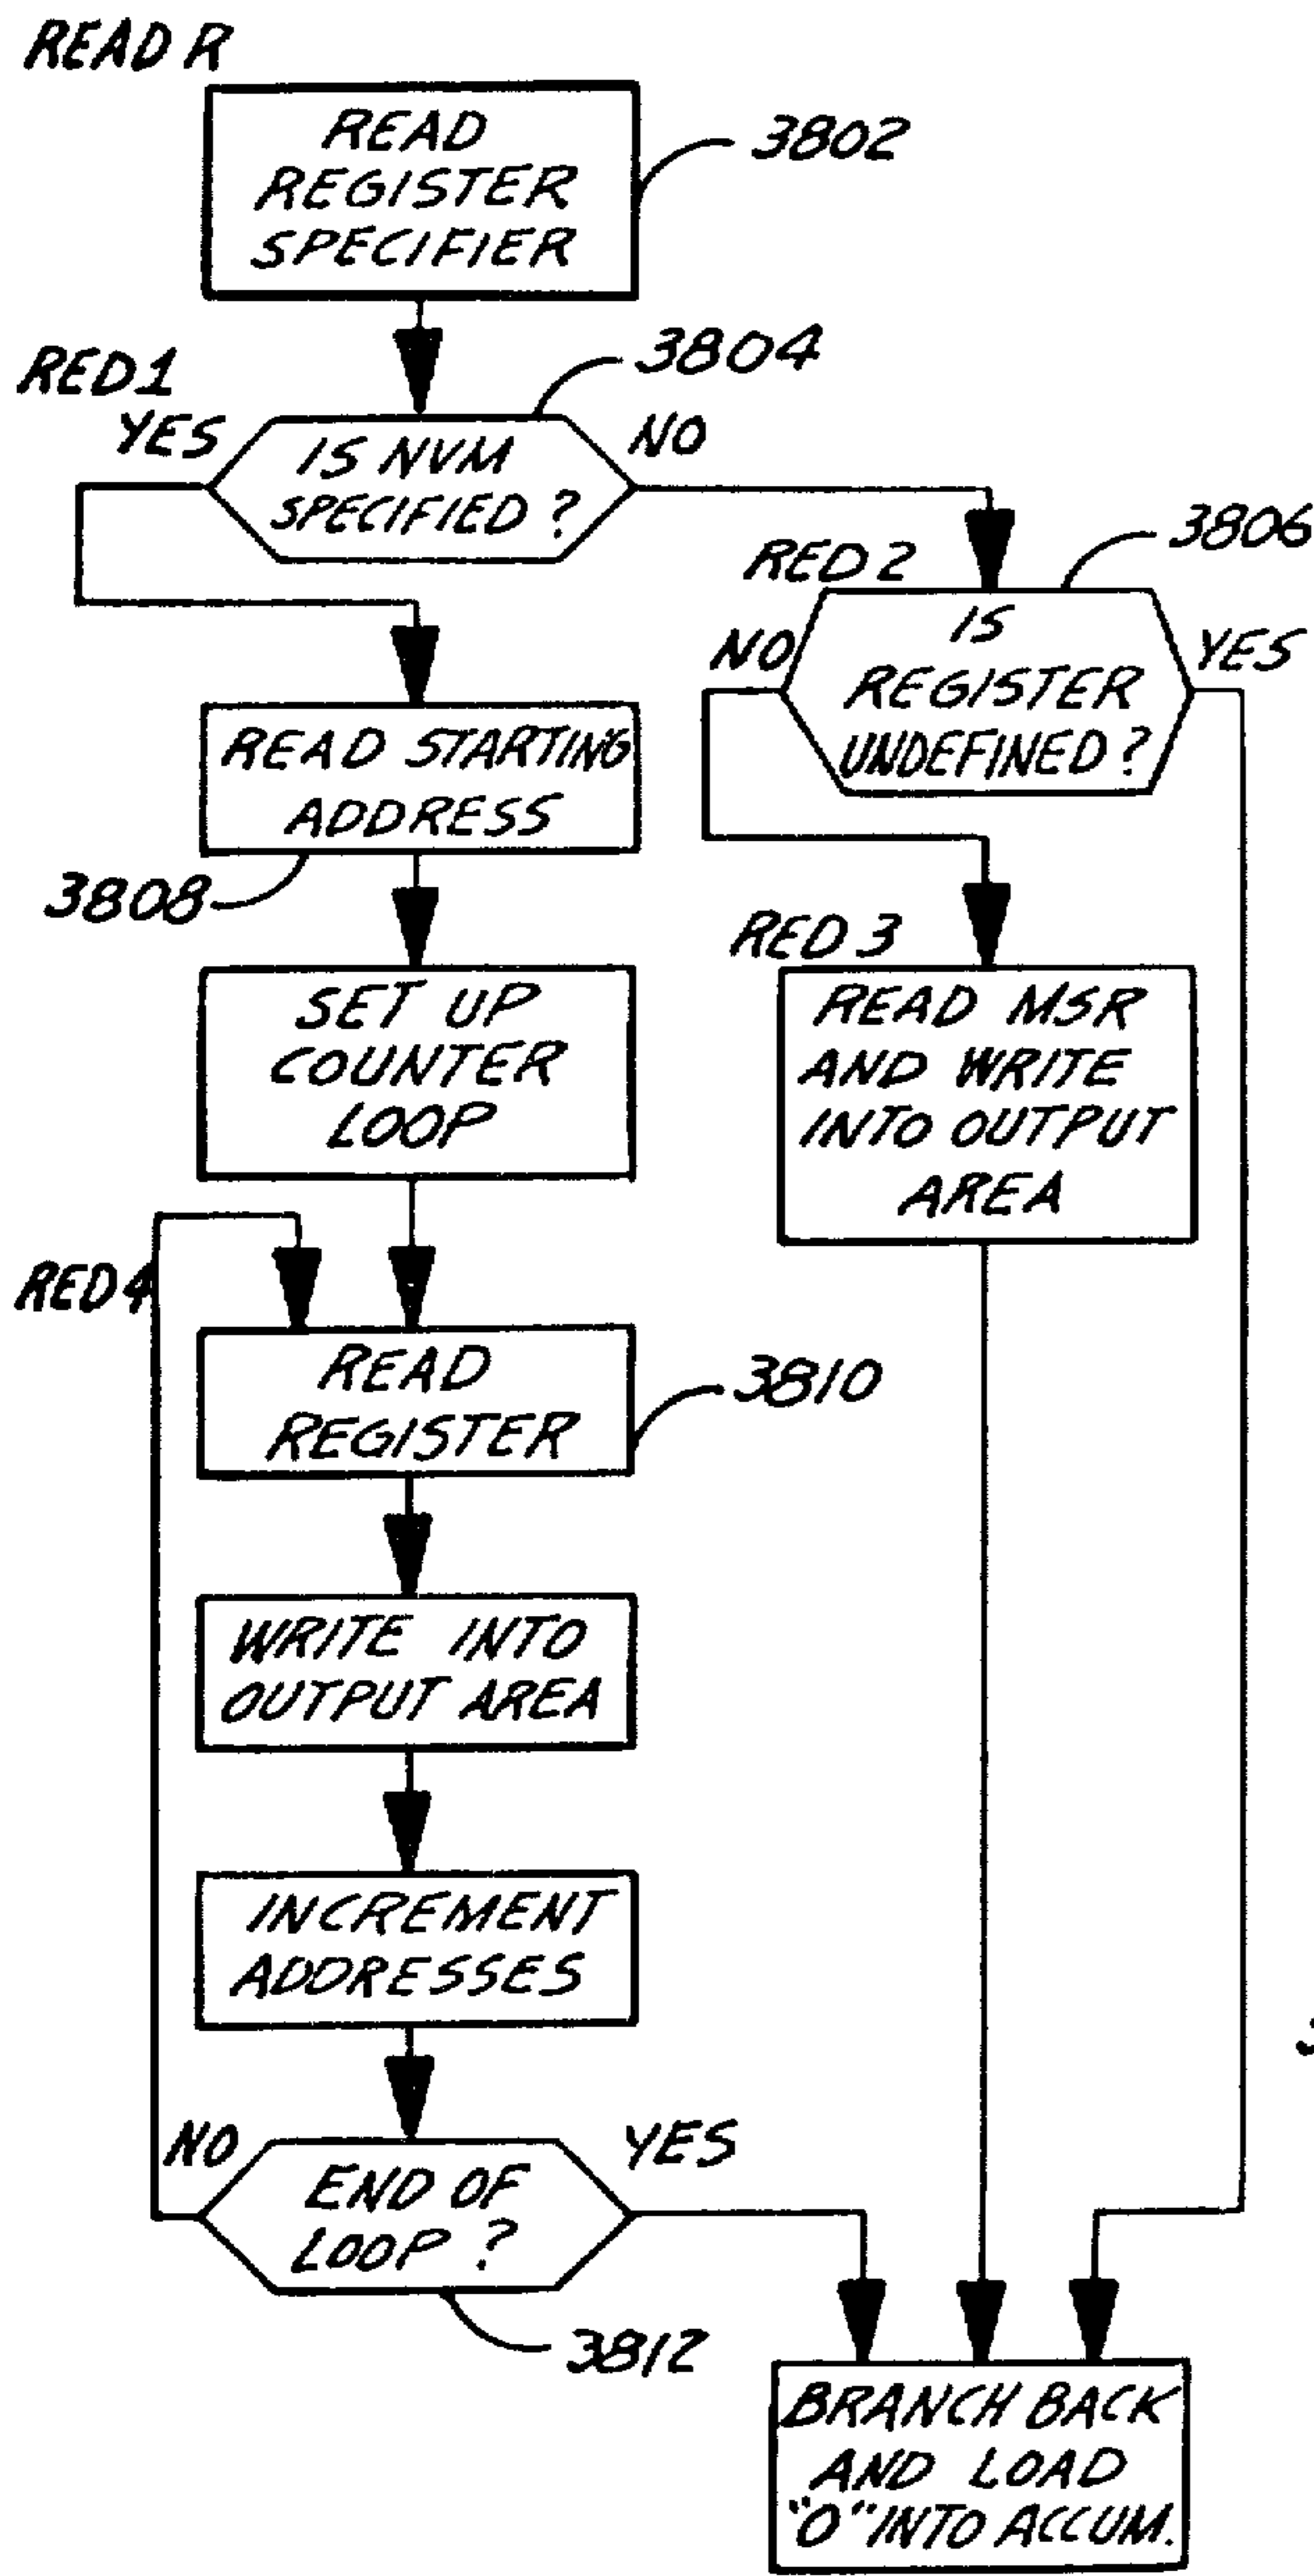 READ R
READ
REGISTER
SPECIFIER
3802
RED1
3804
YES
IS NVM
SPECIFIED ?
NO
RED 2
3806
NO
IS
REGISTER
UNDEFINED ?
YES
READ STARTING
ADDRESS
3808
RED 3
READ MSR
AND WRITE
INTO OUTPUT
AREA
SET UP
COUNTER
LOOP
RED4
READ
REGISTER
3810
WRITE INTO
OUTPUT AREA
INCREMENT
ADDRESSES
NO
END OF
LOOP ?
YES
3812
BRANCH BACK
AND LOAD
"O" INTO ACCUM.